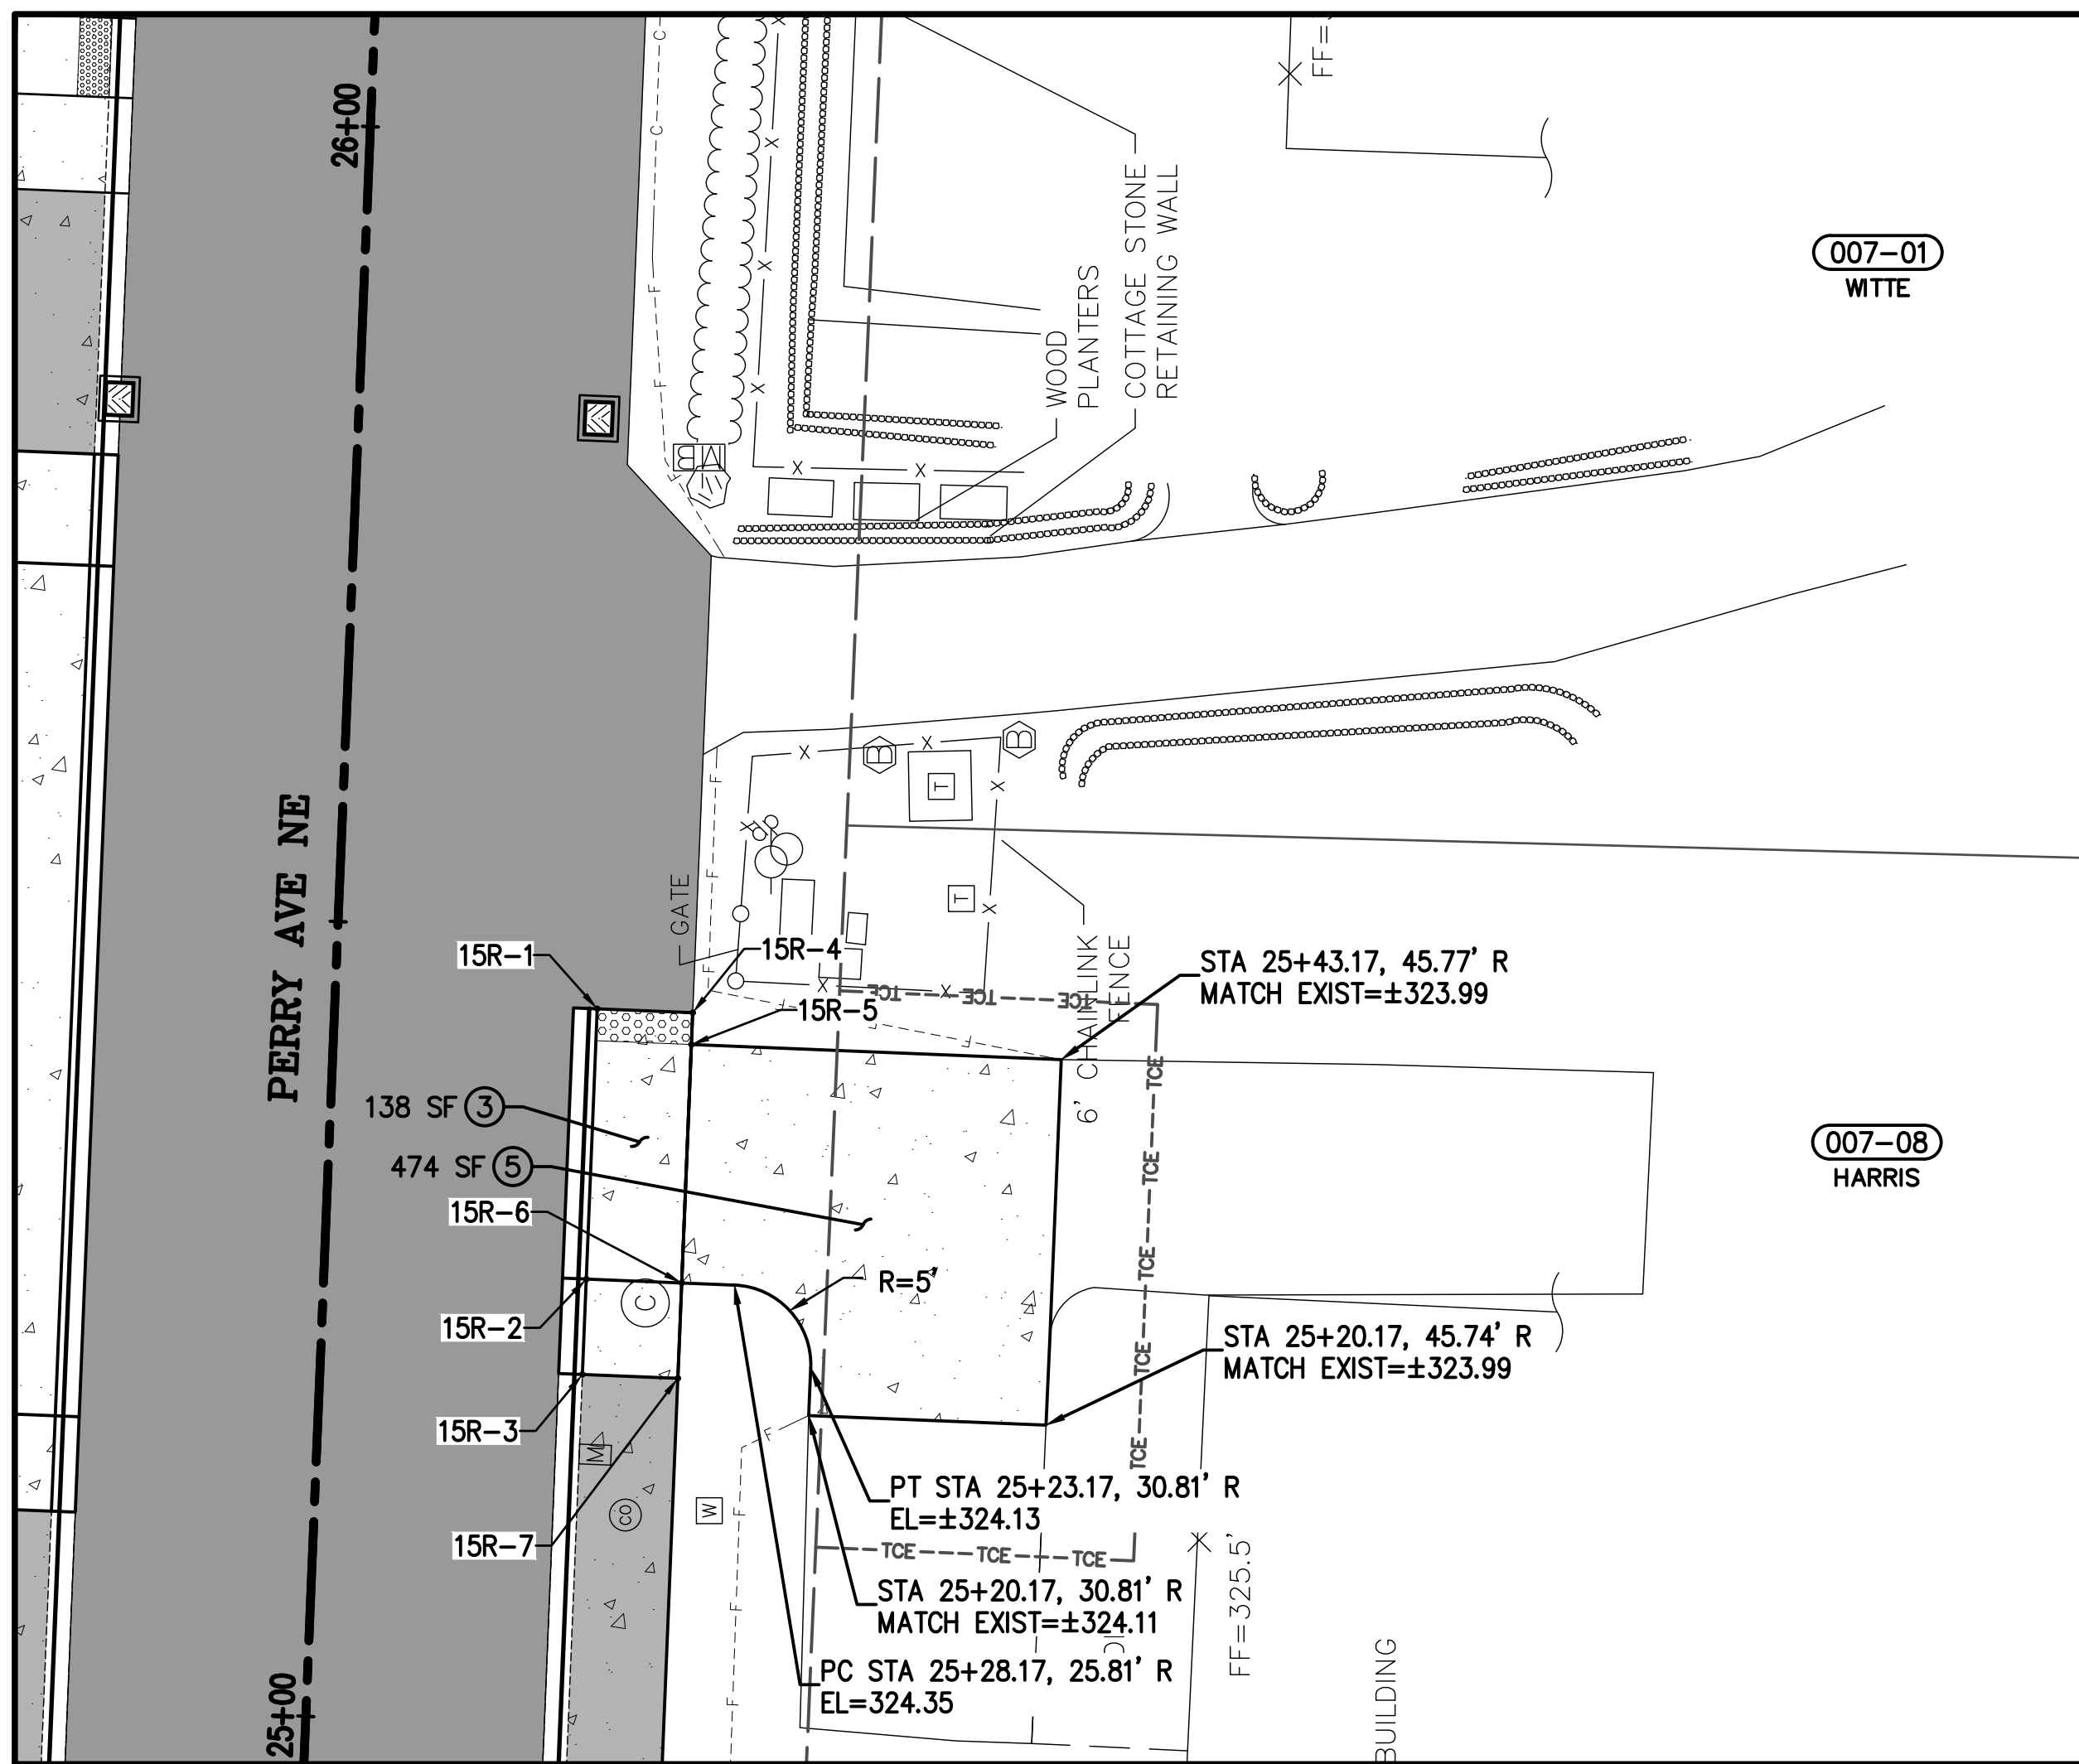 FF=
26+00
C
C
COTTAGE STONE
RETAINING WALL
WOOD
PLANTERS
007-01
WITTE
X
X
X
X
X
X
X
F
F
F
B
A
B
B
T
T
X
X
X
X
X
X
X
F
F
F
PERRY AVE NE
GATE
6' CHAINLINK
FENCE
15R-1
15R-4
15R-5
STA 25+43.17, 45.77' R
MATCH EXIST=±323.99
TCE
TCE
TCE
TCE
TCE
TCE
TCE
TCE
138 SF 3
474 SF 5
15R-6
R=5'
007-08
HARRIS
C
15R-2
STA 25+20.17, 45.74' R
MATCH EXIST=±323.99
15R-3
M
CO
W
F
F
F
F
15R-7
PT STA 25+23.17, 30.81' R
EL=±324.13
TCE
TCE
TCE
STA 25+20.17, 30.81' R
MATCH EXIST=±324.11
FF=325.5'
PC STA 25+28.17, 25.81' R
EL=324.35
BUILDING
25+00